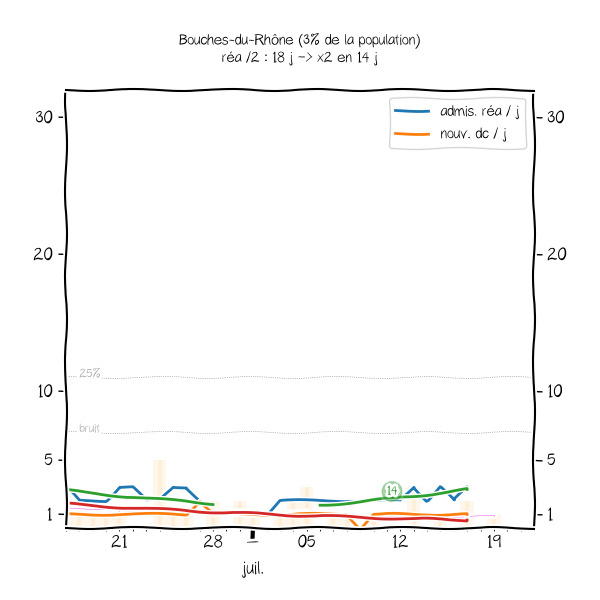 Bouches-du-Rhône (3% de la population)
réa /2 : 18 j -> x2 en 14 j
admis. réa / j
nouv. dc / j
30
30
20
20
25%
10
10
bruit
5
5
14
1
1
21
28
05
12
19
juil.